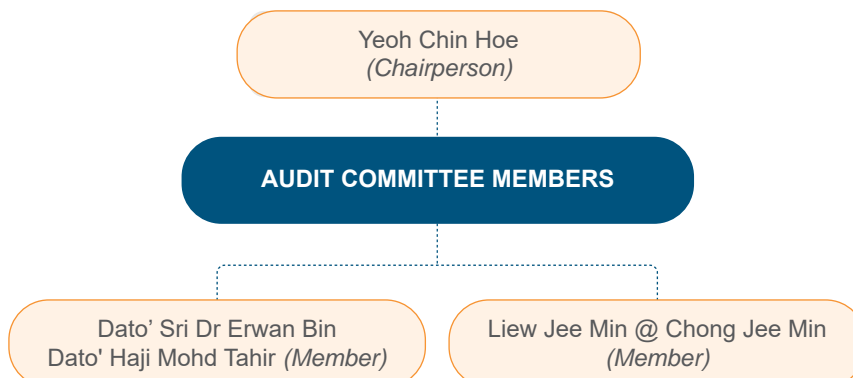 Yeoh Chin Hoe
(Chairperson)
AUDIT COMMITTEE MEMBERS
Dato’ Sri Dr Erwan Bin
Dato' Haji Mohd Tahir (Member)
Liew Jee Min @ Chong Jee Min
(Member)